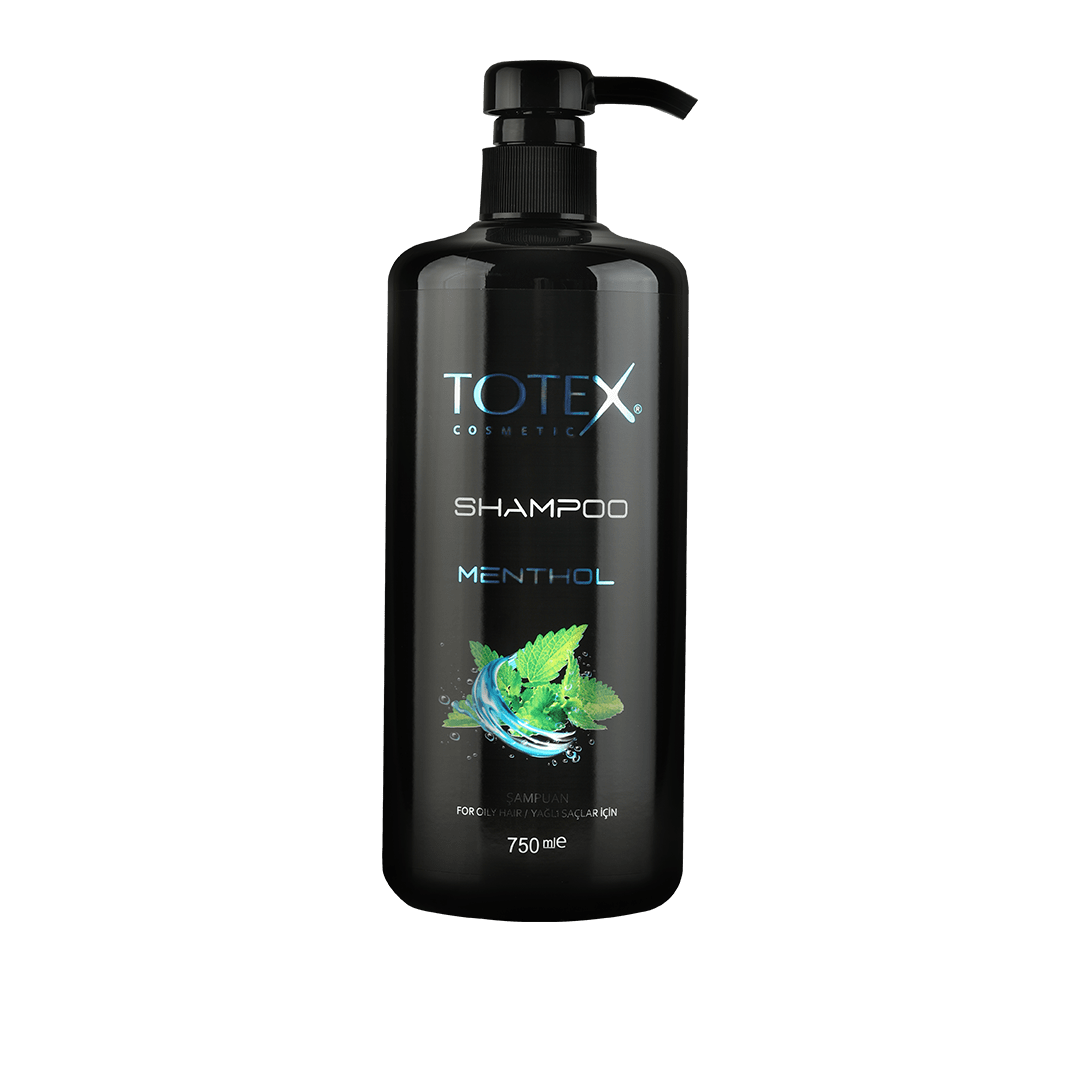 TOTEX®
COSMETIC
SHAMPOO
MENTHOL
ŞAMPUAN
FOR OILY HAIR / YAĞLI SAÇLAR İÇİN
750 ml e